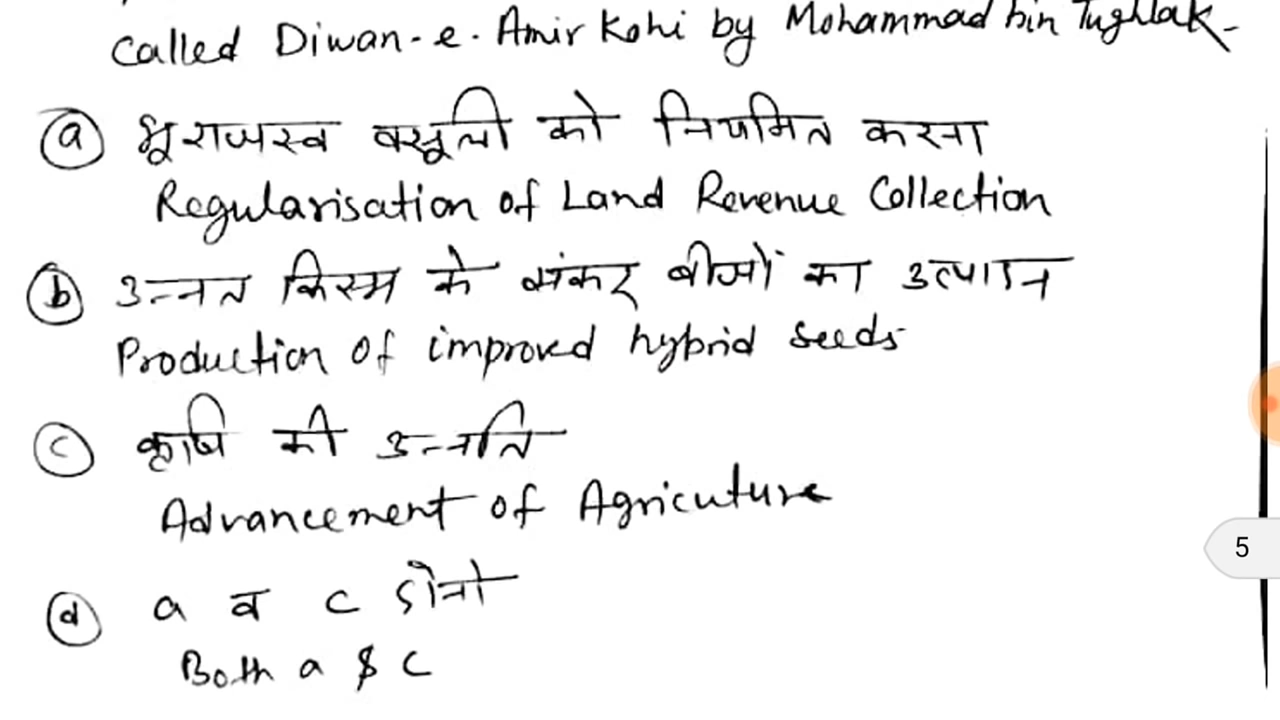 called Diwan-e-Amir Kohi by Mohammad bin Tughlak-
(a) भू राजस्व वसूली को नियमित करना
Regularisation of Land Revenue Collection
(b) उन्नत किस्म के संकर बीजों का उत्पादन
Production of improved hybrid seeds
(c) कृषि की उन्नति
Advancement of Agricuture
(d) a व c दोनो
Both a & c
5